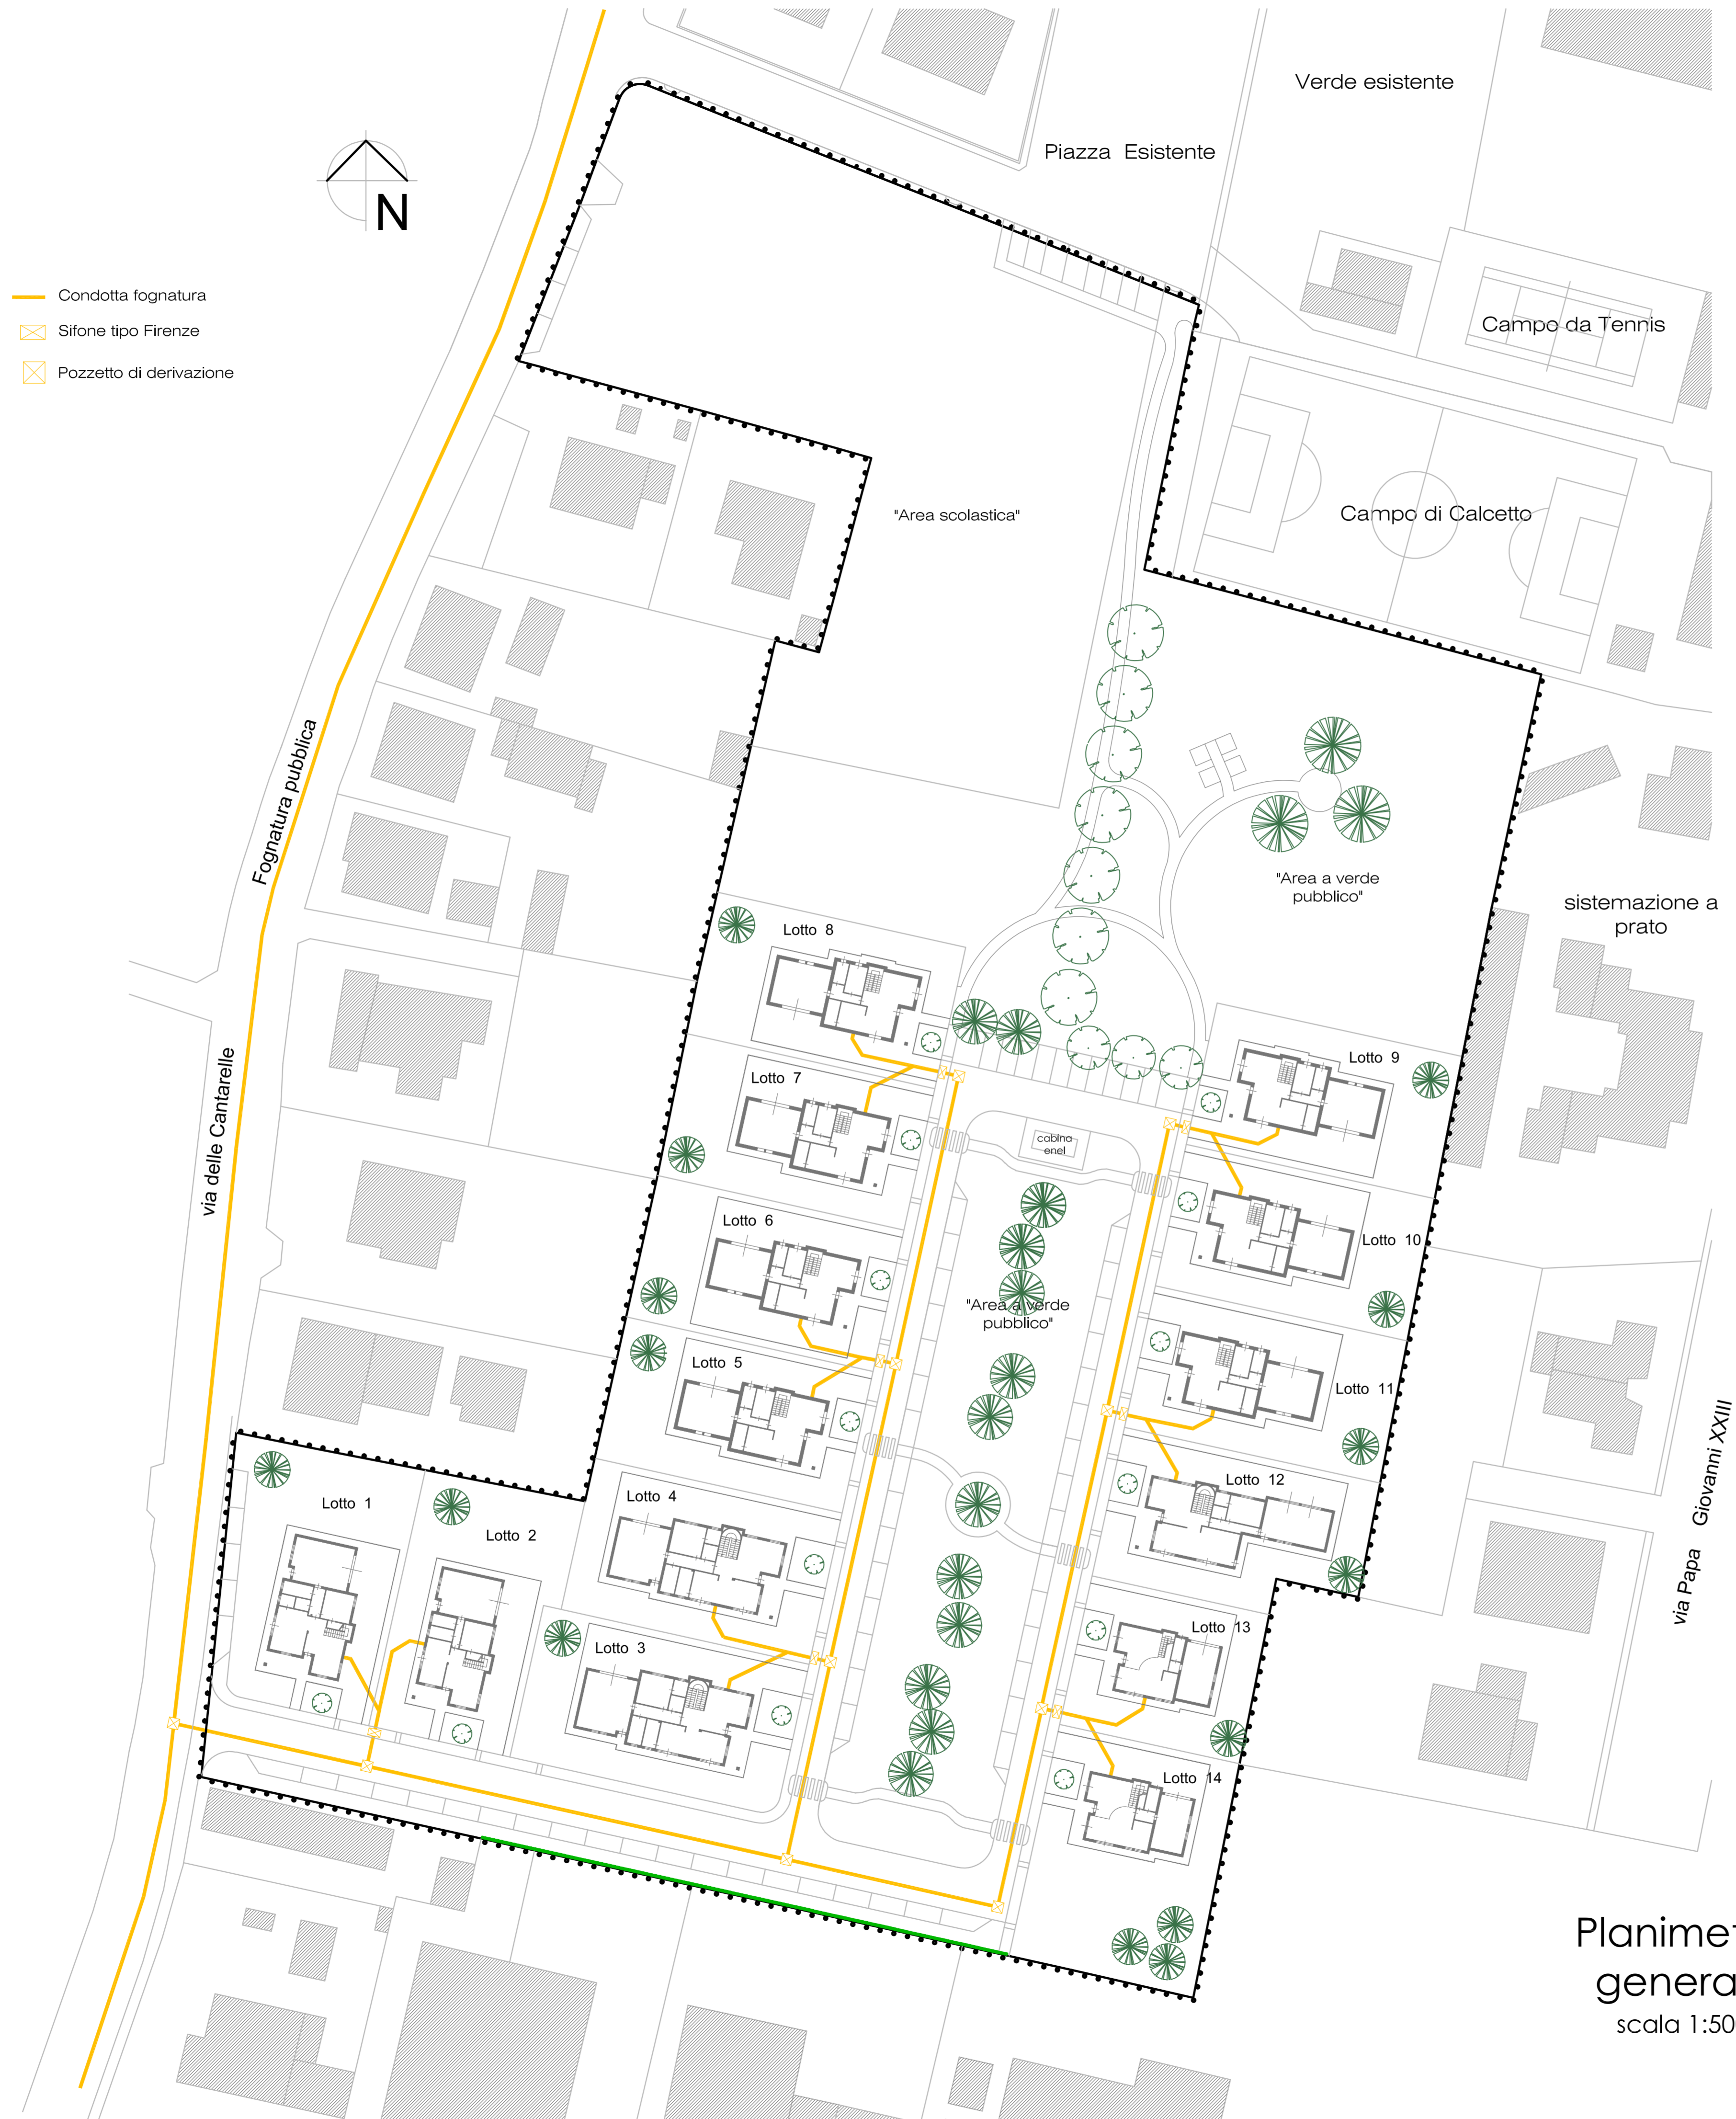 Verde esistente
Piazza Esistente
N
Condotta fognatura
Sifone tipo Firenze
Pozzetto di derivazione
Campo da Tennis
"Area scolastica"
Campo di Calcetto
Fognatura pubblica
"Area a verde
pubblico"
sistemazione a
prato
Lotto 8
Lotto 9
Lotto 7
via delle Cantarelle
cabina
enel
Lotto 6
Lotto 10
"Area a verde
pubblico"
Lotto 5
Lotto 11
Lotto 12
Lotto 4
Lotto 1
Lotto 2
via Papa Giovanni XXIII
Lotto 3
Lotto 13
Lotto 14
Planime
genera
scala 1:50